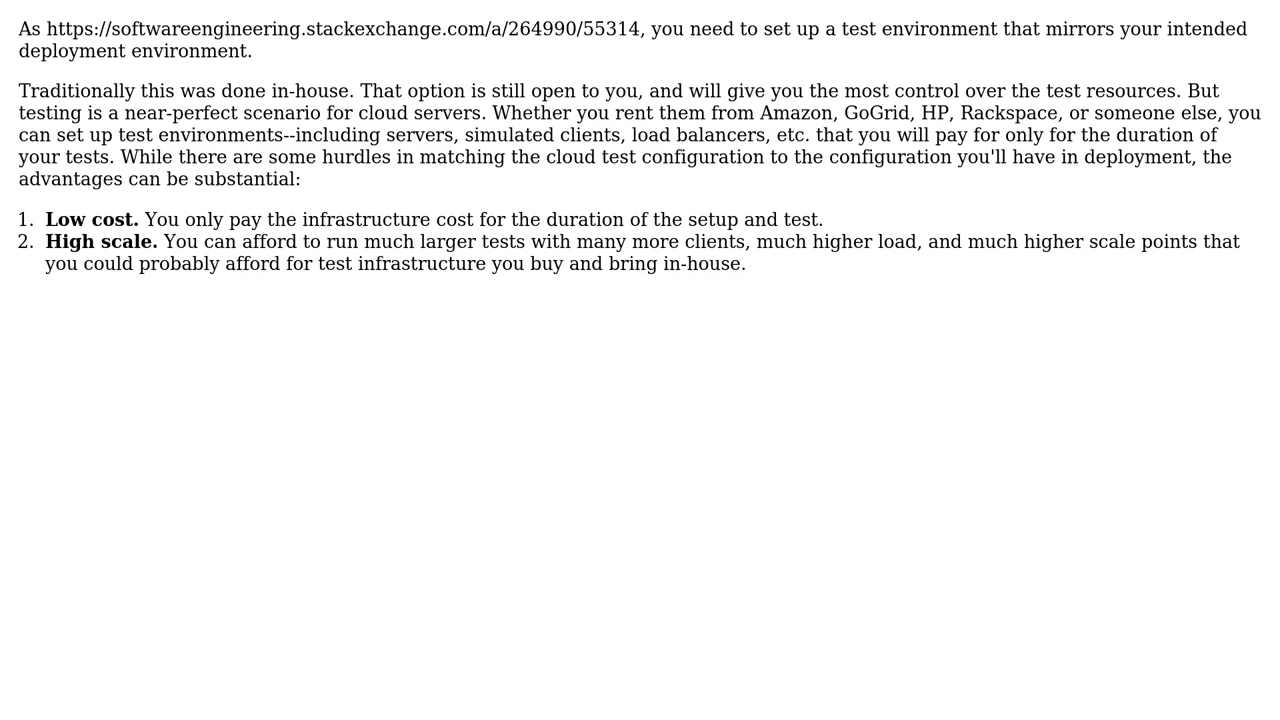 As https://softwareengineering.stackexchange.com/a/264990/55314, you need to set up a test environment that mirrors your intended
deployment environment.
Traditionally this was done in-house. That option is still open to you, and will give you the most control over the test resources. But
testing is a near-perfect scenario for cloud servers. Whether you rent them from Amazon, GoGrid, HP, Rackspace, or someone else, you
can set up test environments--including servers, simulated clients, load balancers, etc. that you will pay for only for the duration of
your tests. While there are some hurdles in matching the cloud test configuration to the configuration you'll have in deployment, the
advantages can be substantial:
1. Low cost. You only pay the infrastructure cost for the duration of the setup and test.
2. High scale. You can afford to run much larger tests with many more clients, much higher load, and much higher scale points that
you could probably afford for test infrastructure you buy and bring in-house.